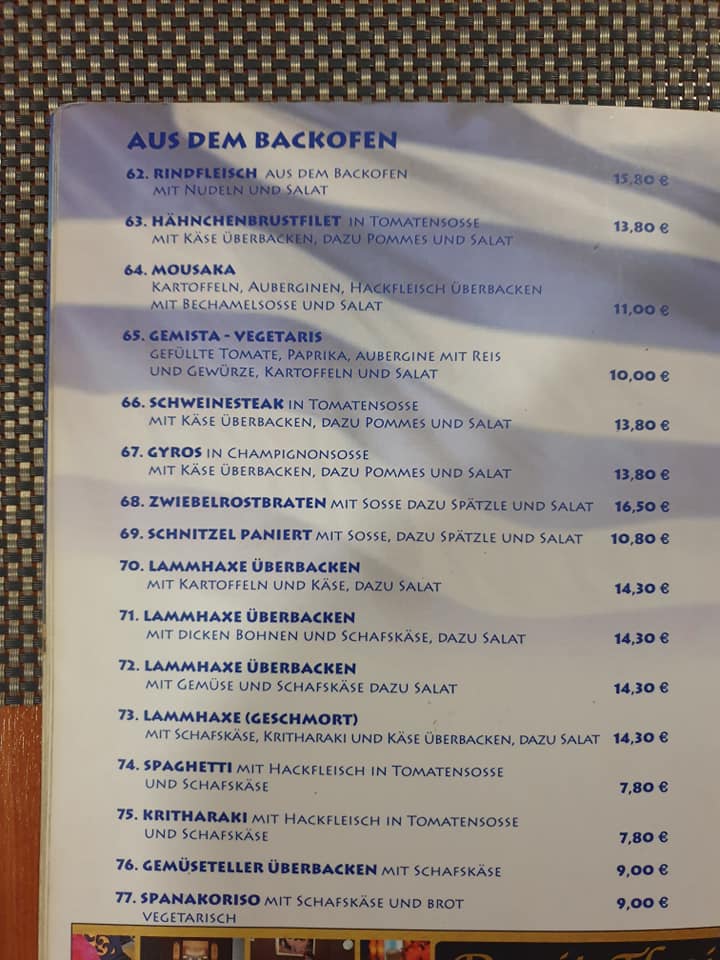 AUS DEM BACKOFEN
62. RINDFLEISCH AUS DEM BACKOFEN
MIT NUDELN UND SALAT 15,80 €
63. HÄHNCHENBRUSTFILET IN TOMATENSOSSE
MIT KÄSE ÜBERBACKEN, DAZU POMMES UND SALAT 13,80 €
64. MOUSAKA
KARTOFFELN, AUBERGINEN, HACKFLEISCH ÜBERBACKEN
MIT BECHAMELSOSSE UND SALAT 11,00 €
65. GEMISTA - VEGETARIS
GEFÜLLTE TOMATE, PAPRIKA, AUBERGINE MIT REIS
UND GEWÜRZE, KARTOFFELN UND SALAT 10,00 €
66. SCHWEINESTEAK IN TOMATENSOSSE
MIT KÄSE ÜBERBACKEN, DAZU POMMES UND SALAT 13,80 €
67. GYROS IN CHAMPIGNONSOSSE
MIT KÄSE ÜBERBACKEN, DAZU POMMES UND SALAT 13,80 €
68. ZWIEBELROSTBRATEN MIT SOSSE DAZU SPÄTZLE UND SALAT 16,50 €
69. SCHNITZEL PANIERT MIT SOSSE, DAZU SPÄTZLE UND SALAT 10,80 €
70. LAMMHAXE ÜBERBACKEN
MIT KARTOFFELN UND KÄSE, DAZU SALAT 14,30 €
71. LAMMHAXE ÜBERBACKEN
MIT DICKEN BOHNEN UND SCHAFSKÄSE, DAZU SALAT 14,30 €
72. LAMMHAXE ÜBERBACKEN
MIT GEMÜSE UND SCHAFSKÄSE DAZU SALAT 14,30 €
73. LAMMHAXE (GESCHMORT)
MIT SCHAFSKÄSE, KRITHARAKI UND KÄSE ÜBERBACKEN, DAZU SALAT 14,30 €
74. SPAGHETTI MIT HACKFLEISCH IN TOMATENSOSSE
UND SCHAFSKÄSE 7,80 €
75. KRITHARAKI MIT HACKFLEISCH IN TOMATENSOSSE
UND SCHAFSKÄSE 7,80 €
76. GEMÜSETELLER ÜBERBACKEN MIT SCHAFSKÄSE 9,00 €
77. SPANAKORISO MIT SCHAFSKÄSE UND BROT 9,00 €
VEGETARISCH